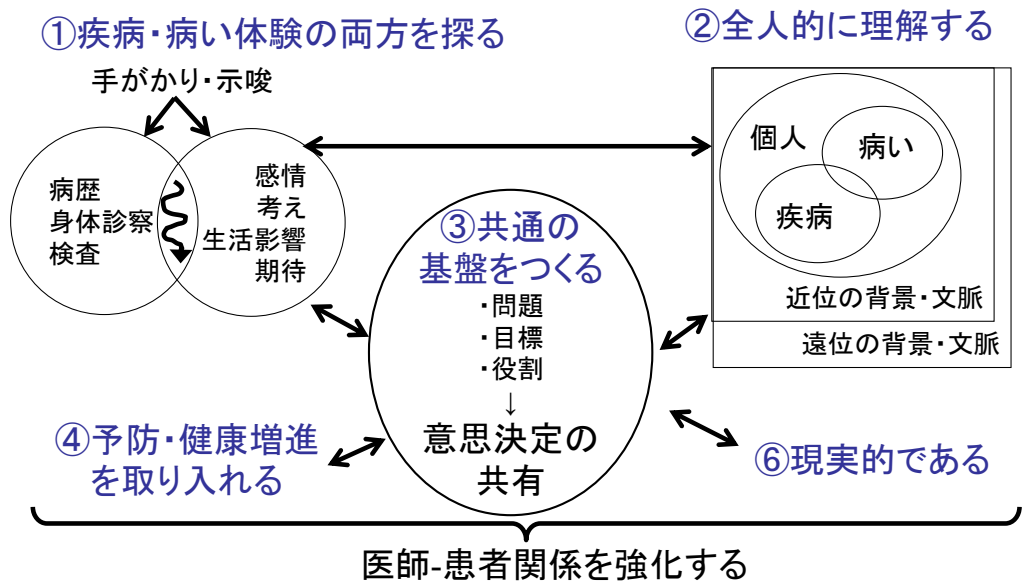 ①疾病・病い体験の両方を探る
手がかり・示唆
病歴
身体診察
検査
感情
考え
生活影響
期待
②全人的に理解する
個人
病い
疾病
近位の背景・文脈
遠位の背景・文脈
③共通の
基盤をつくる
・問題
・目標
・役割
↓
意思決定の
共有
④予防・健康増進
を取り入れる
⑥現実的である
医師-患者関係を強化する